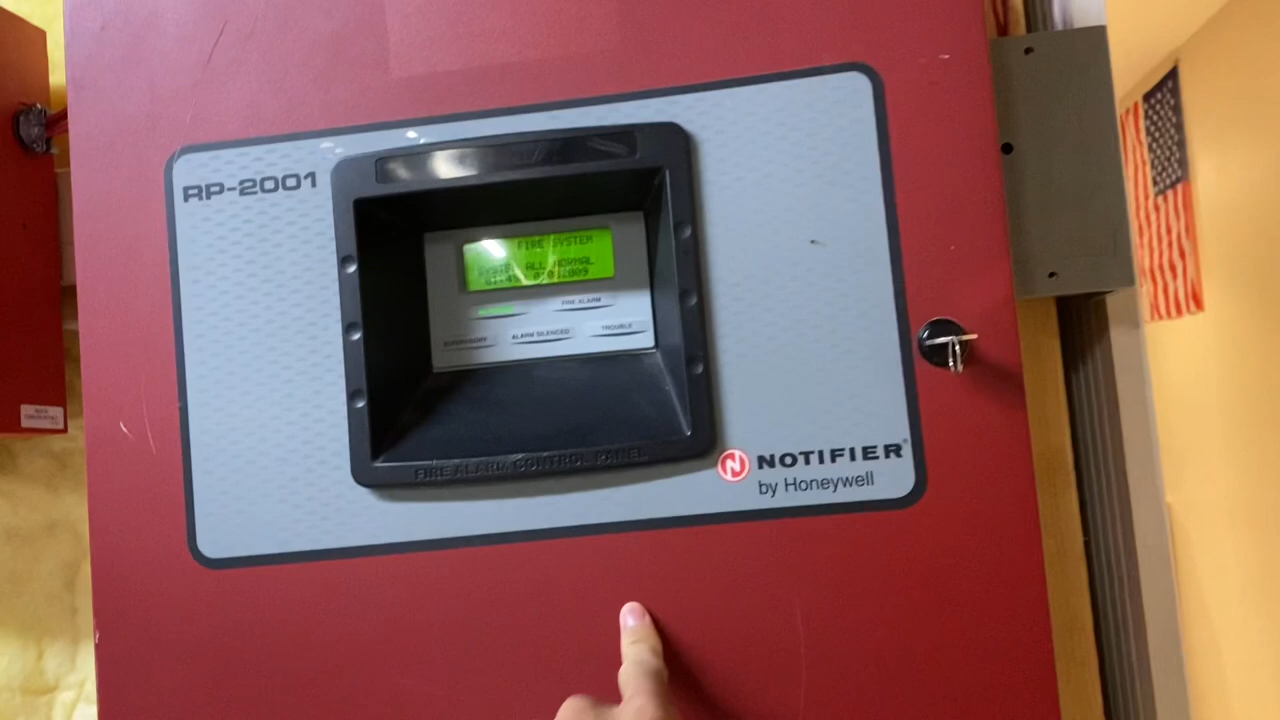 RP-2001
FIRE SYSTEM
SYSTEM ALL NORMAL
FIRE ALARM
SUPERVISORY
ALARM SILENCED
TROUBLE
FIRE ALARM CONTROL PANEL
NOTIFIER®
by Honeywell